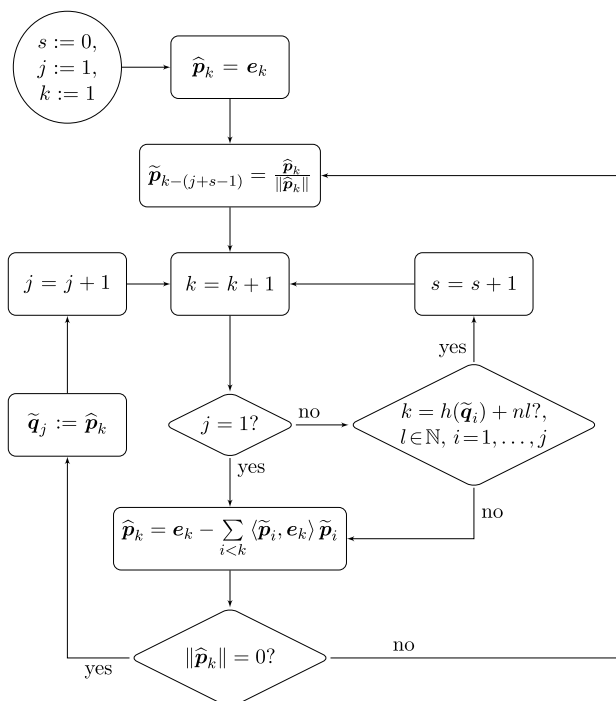 s := 0,
j := 1,
k := 1
p̂_k = e_k
p̃_{k−(j+s−1)} = p̂_k / ‖p̂_k‖
j = j + 1
k = k + 1
s = s + 1
yes
q̃_j := p̂_k
j = 1?
no
k = h(q̃_i) + nl?,
l ∈ ℕ, i = 1, . . . , j
yes
no
p̂_k = e_k − ∑_{i<k} ⟨p̃_i, e_k⟩ p̃_i
‖p̂_k‖ = 0?
yes
no